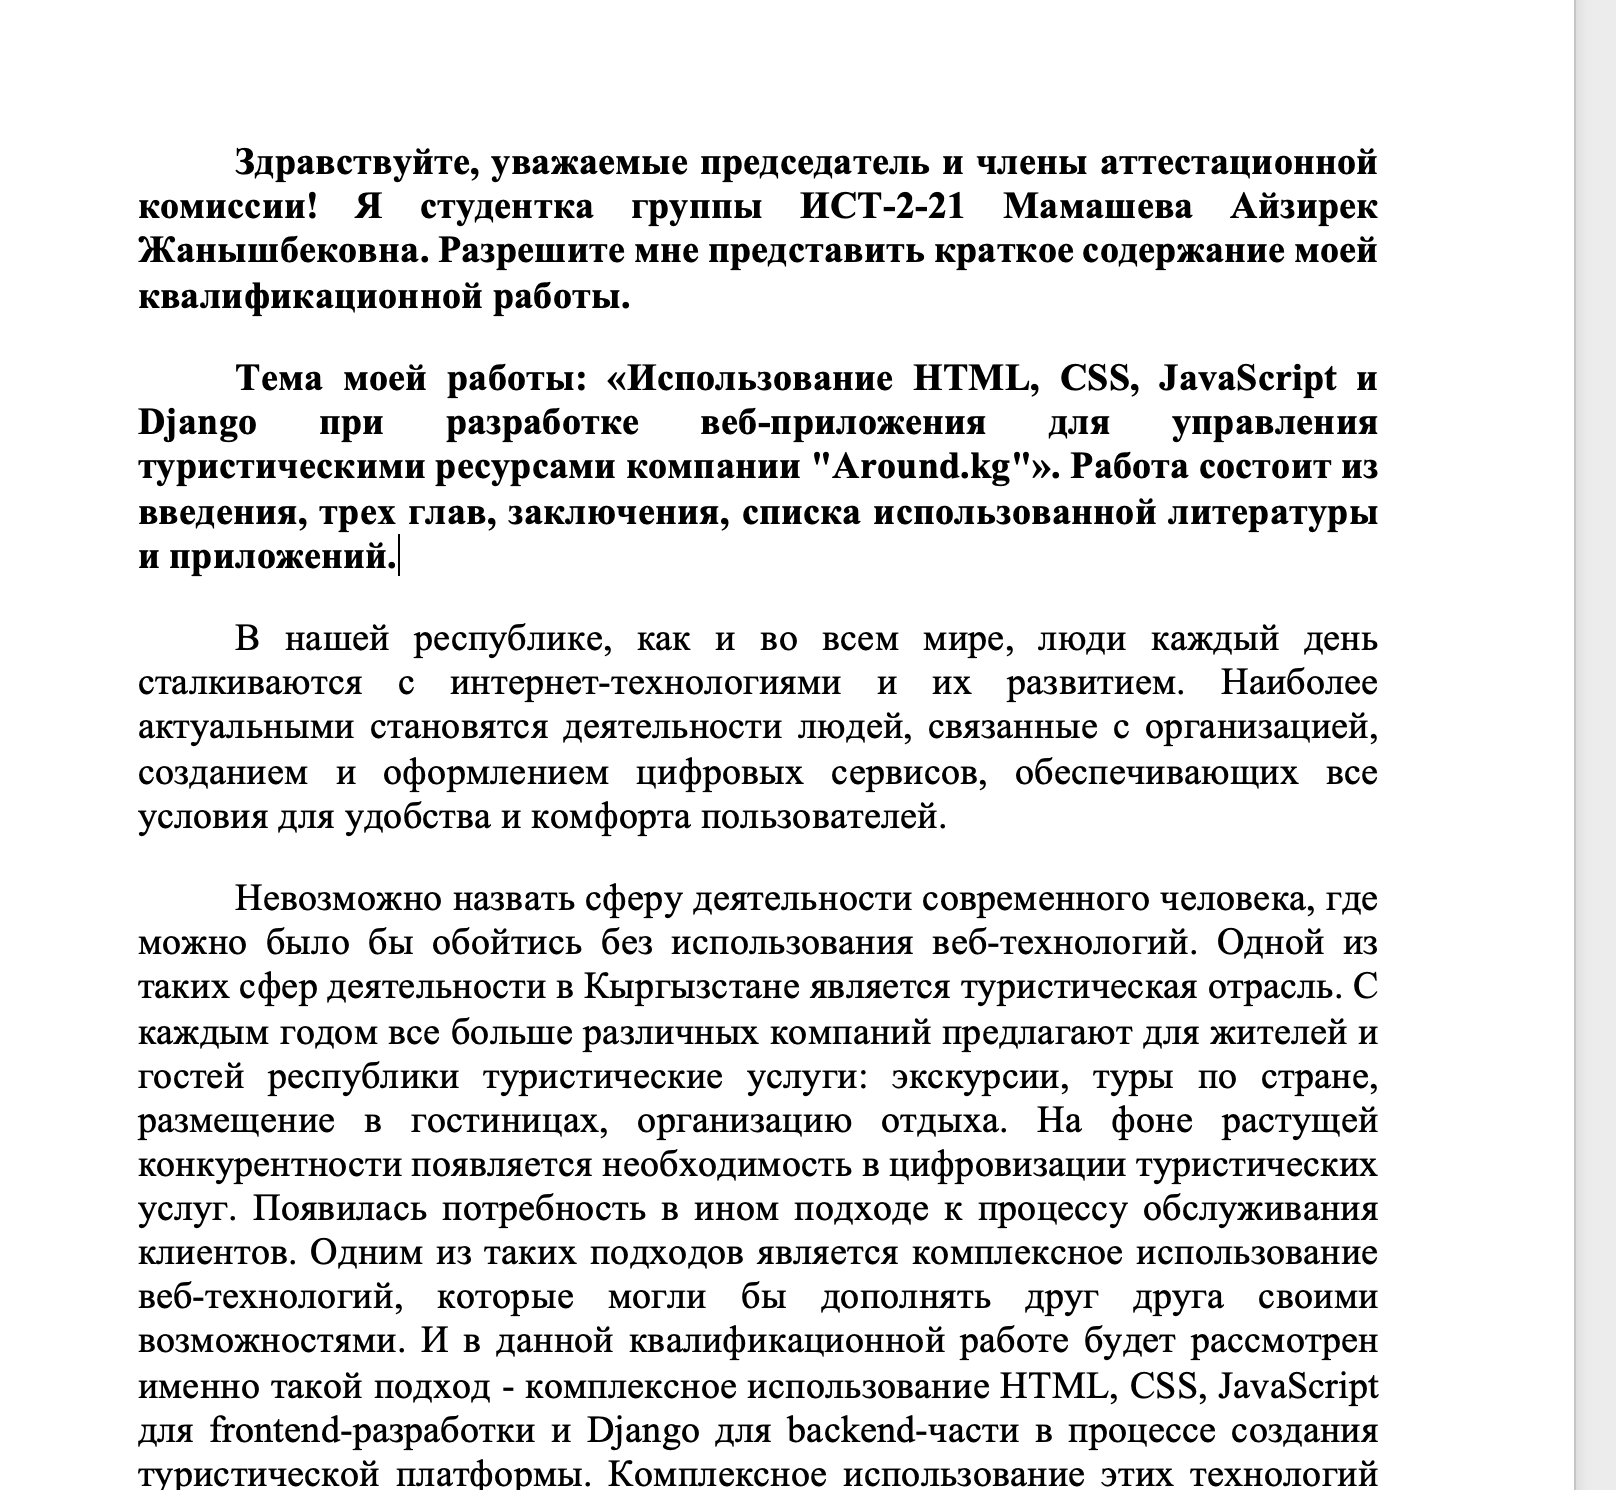 Здравствуйте, уважаемые председатель и члены аттестационной
комиссии! Я студентка группы ИСТ-2-21 Мамашева Айзирек
Жанышбековна. Разрешите мне представить краткое содержание моей
квалификационной работы.
Тема моей работы: «Использование HTML, CSS, JavaScript и
Django при разработке веб-приложения для управления
туристическими ресурсами компании "Around.kg"». Работа состоит из
введения, трех глав, заключения, списка использованной литературы
и приложений.
В нашей республике, как и во всем мире, люди каждый день
сталкиваются с интернет-технологиями и их развитием. Наиболее
актуальными становятся деятельности людей, связанные с организацией,
созданием и оформлением цифровых сервисов, обеспечивающих все
условия для удобства и комфорта пользователей.
Невозможно назвать сферу деятельности современного человека, где
можно было бы обойтись без использования веб-технологий. Одной из
таких сфер деятельности в Кыргызстане является туристическая отрасль. С
каждым годом все больше различных компаний предлагают для жителей и
гостей республики туристические услуги: экскурсии, туры по стране,
размещение в гостиницах, организацию отдыха. На фоне растущей
конкурентности появляется необходимость в цифровизации туристических
услуг. Появилась потребность в ином подходе к процессу обслуживания
клиентов. Одним из таких подходов является комплексное использование
веб-технологий, которые могли бы дополнять друг друга своими
возможностями. И в данной квалификационной работе будет рассмотрен
именно такой подход - комплексное использование HTML, CSS, JavaScript
для frontend-разработки и Django для backend-части в процессе создания
туристической платформы. Комплексное использование этих технологий